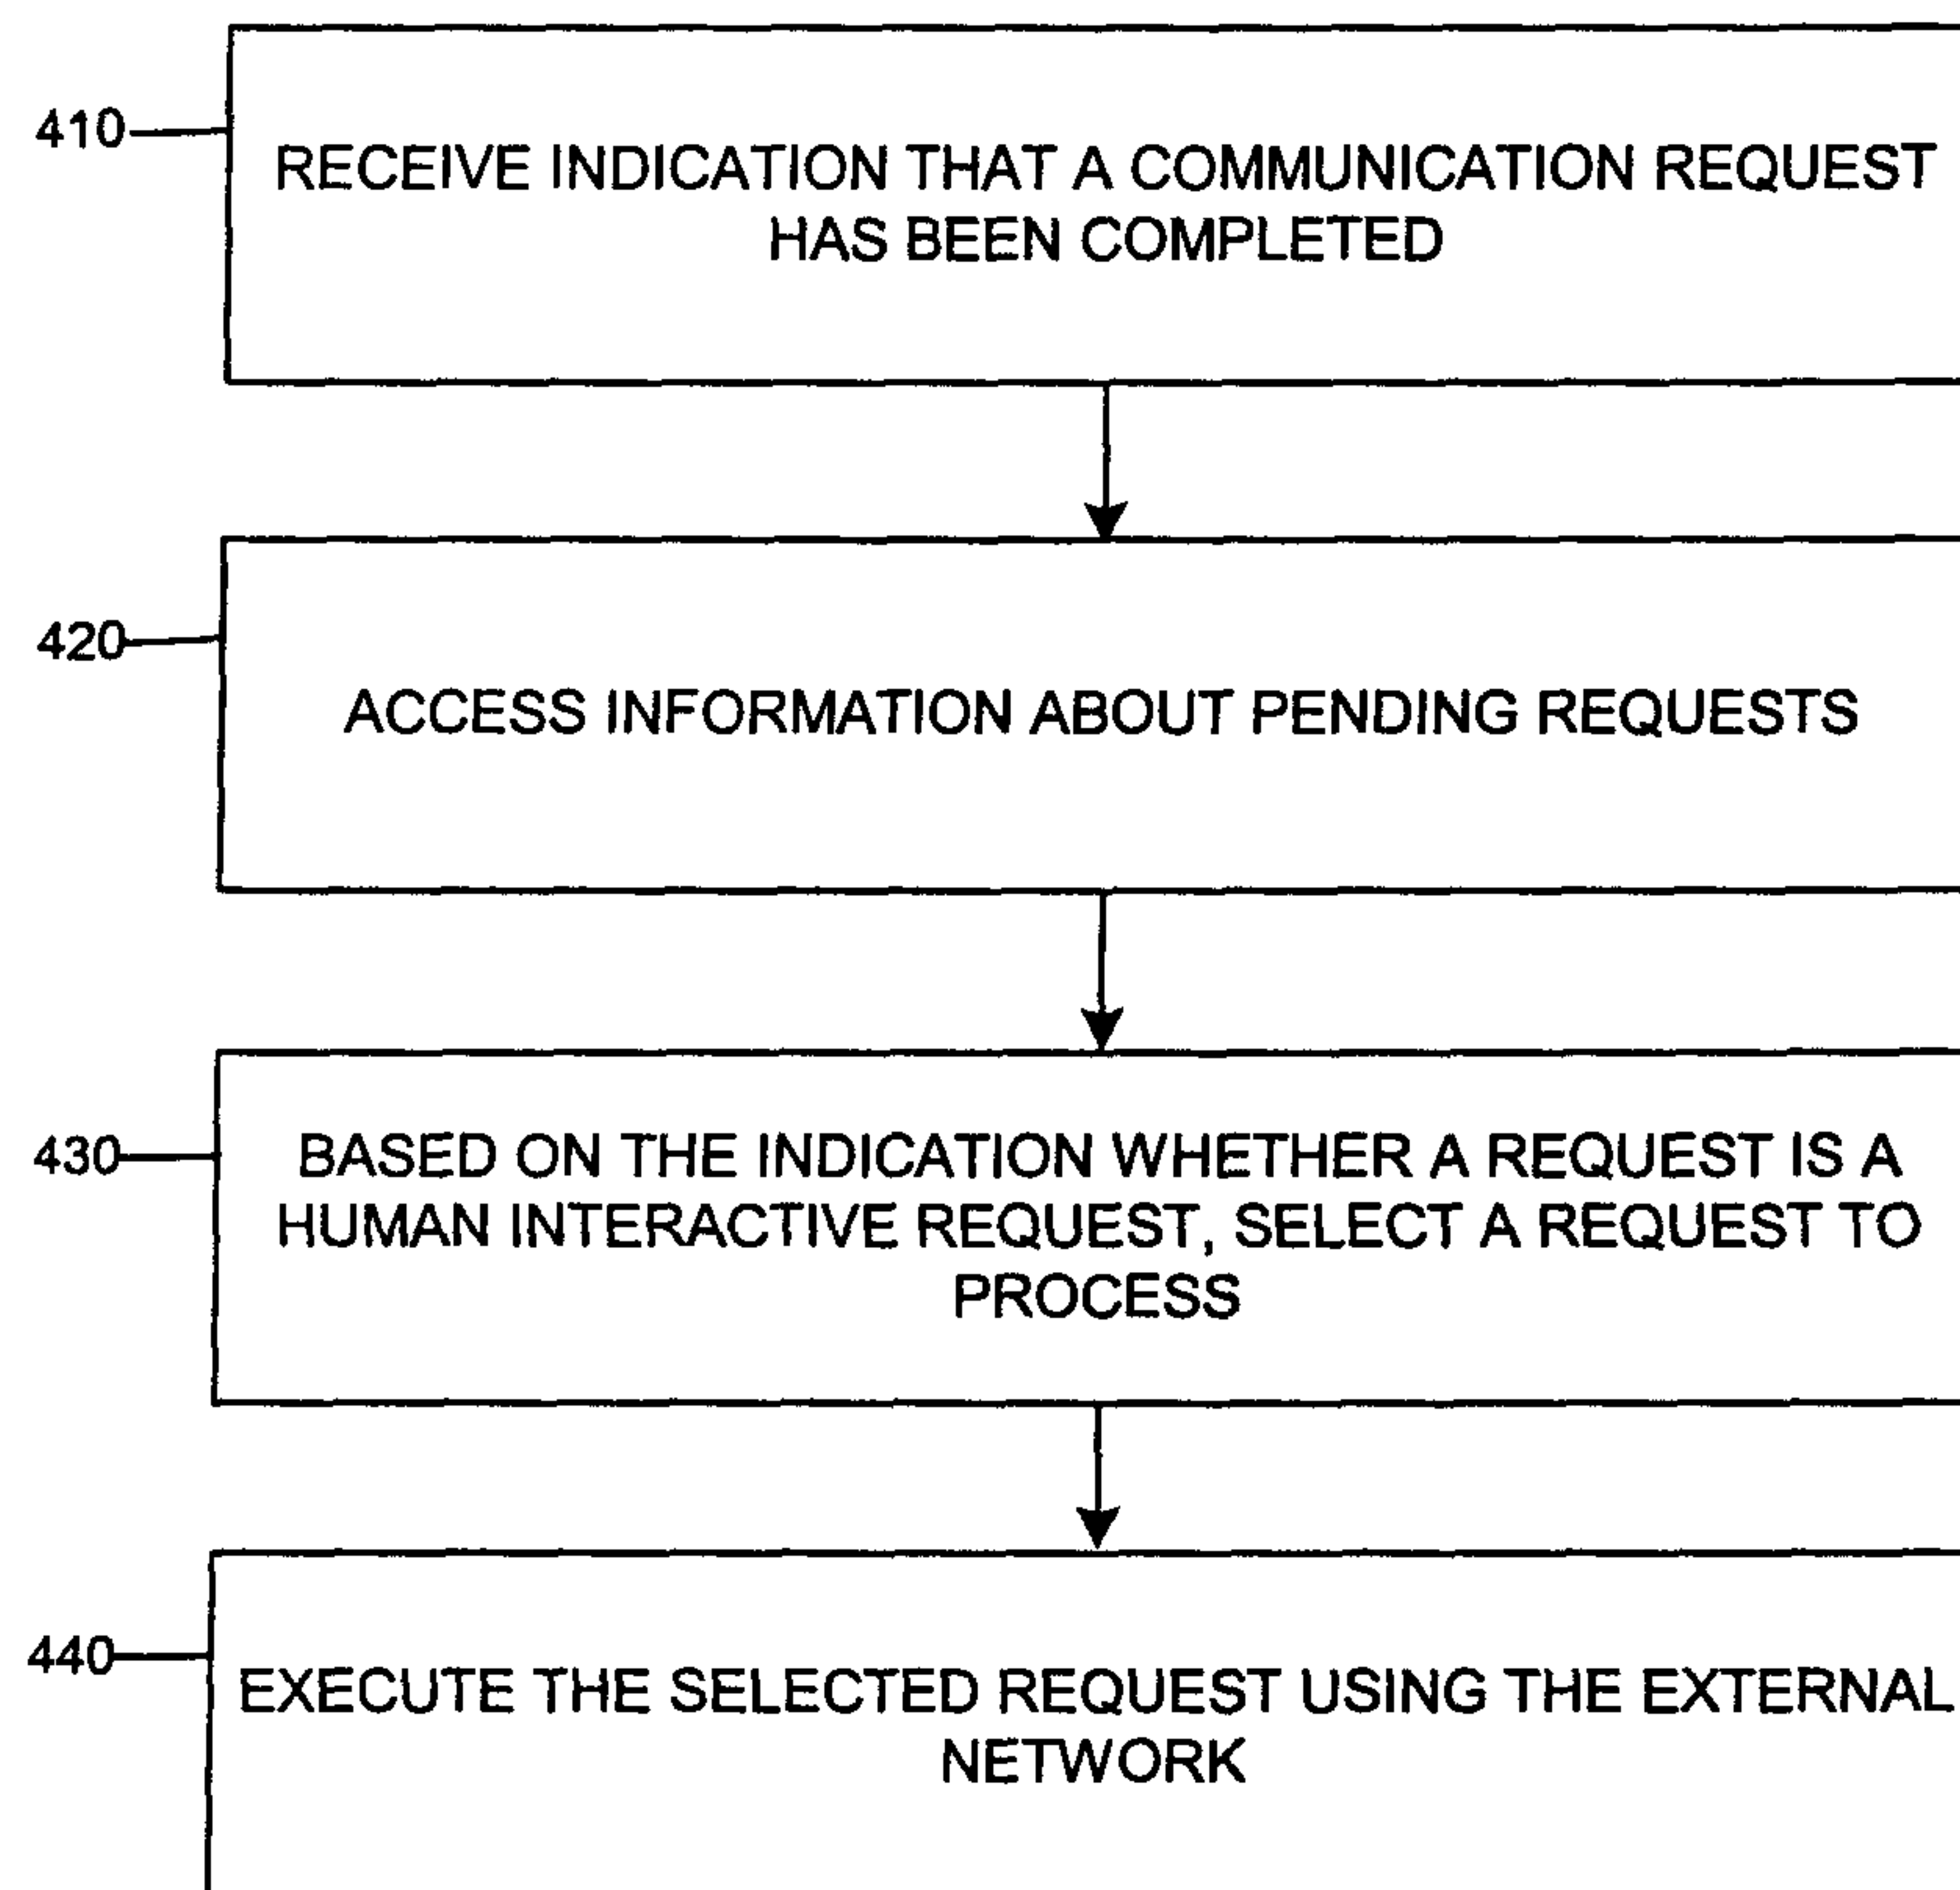 410
RECEIVE INDICATION THAT A COMMUNICATION REQUEST
HAS BEEN COMPLETED
420
ACCESS INFORMATION ABOUT PENDING REQUESTS
430
BASED ON THE INDICATION WHETHER A REQUEST IS A
HUMAN INTERACTIVE REQUEST, SELECT A REQUEST TO
PROCESS
440
EXECUTE THE SELECTED REQUEST USING THE EXTERNAL
NETWORK